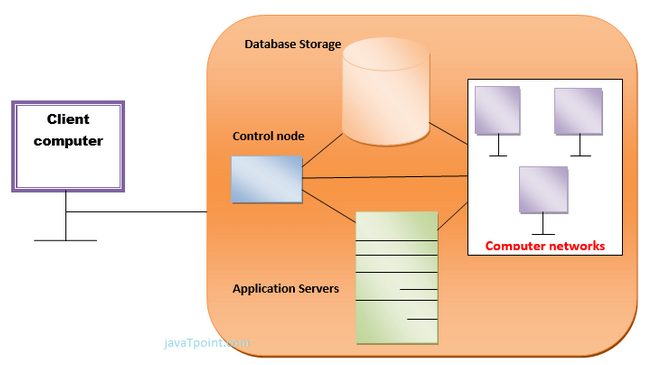 Database Storage
Client
computer
Control node
Computer networks
Application Servers
javaTpoint.com